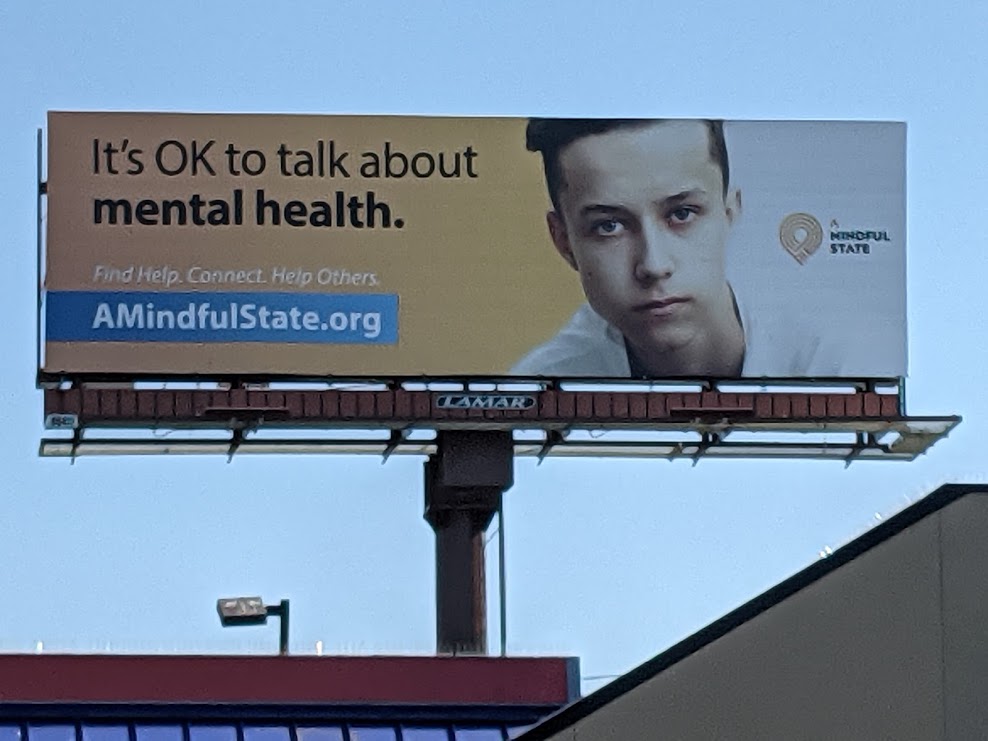 It's OK to talk about
mental health.
Find Help. Connect. Help Others.
AMindfulState.org
A
MINDFUL
STATE
LAMAR